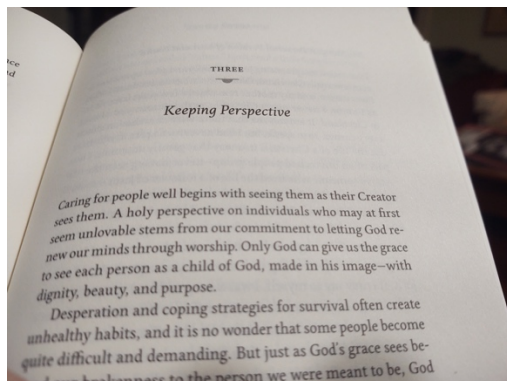 THREE
Keeping Perspective
Caring for people well begins with seeing them as their Creator
sees them. A holy perspective on individuals who may at first
seem unlovable stems from our commitment to letting God re-
new our minds through worship. Only God can give us the grace
to see each person as a child of God, made in his image—with
dignity, beauty, and purpose.
Desperation and coping strategies for survival often create
unhealthy habits, and it is no wonder that some people become
quite difficult and demanding. But just as God's grace sees be-
brokenness to the person we were meant to be, God